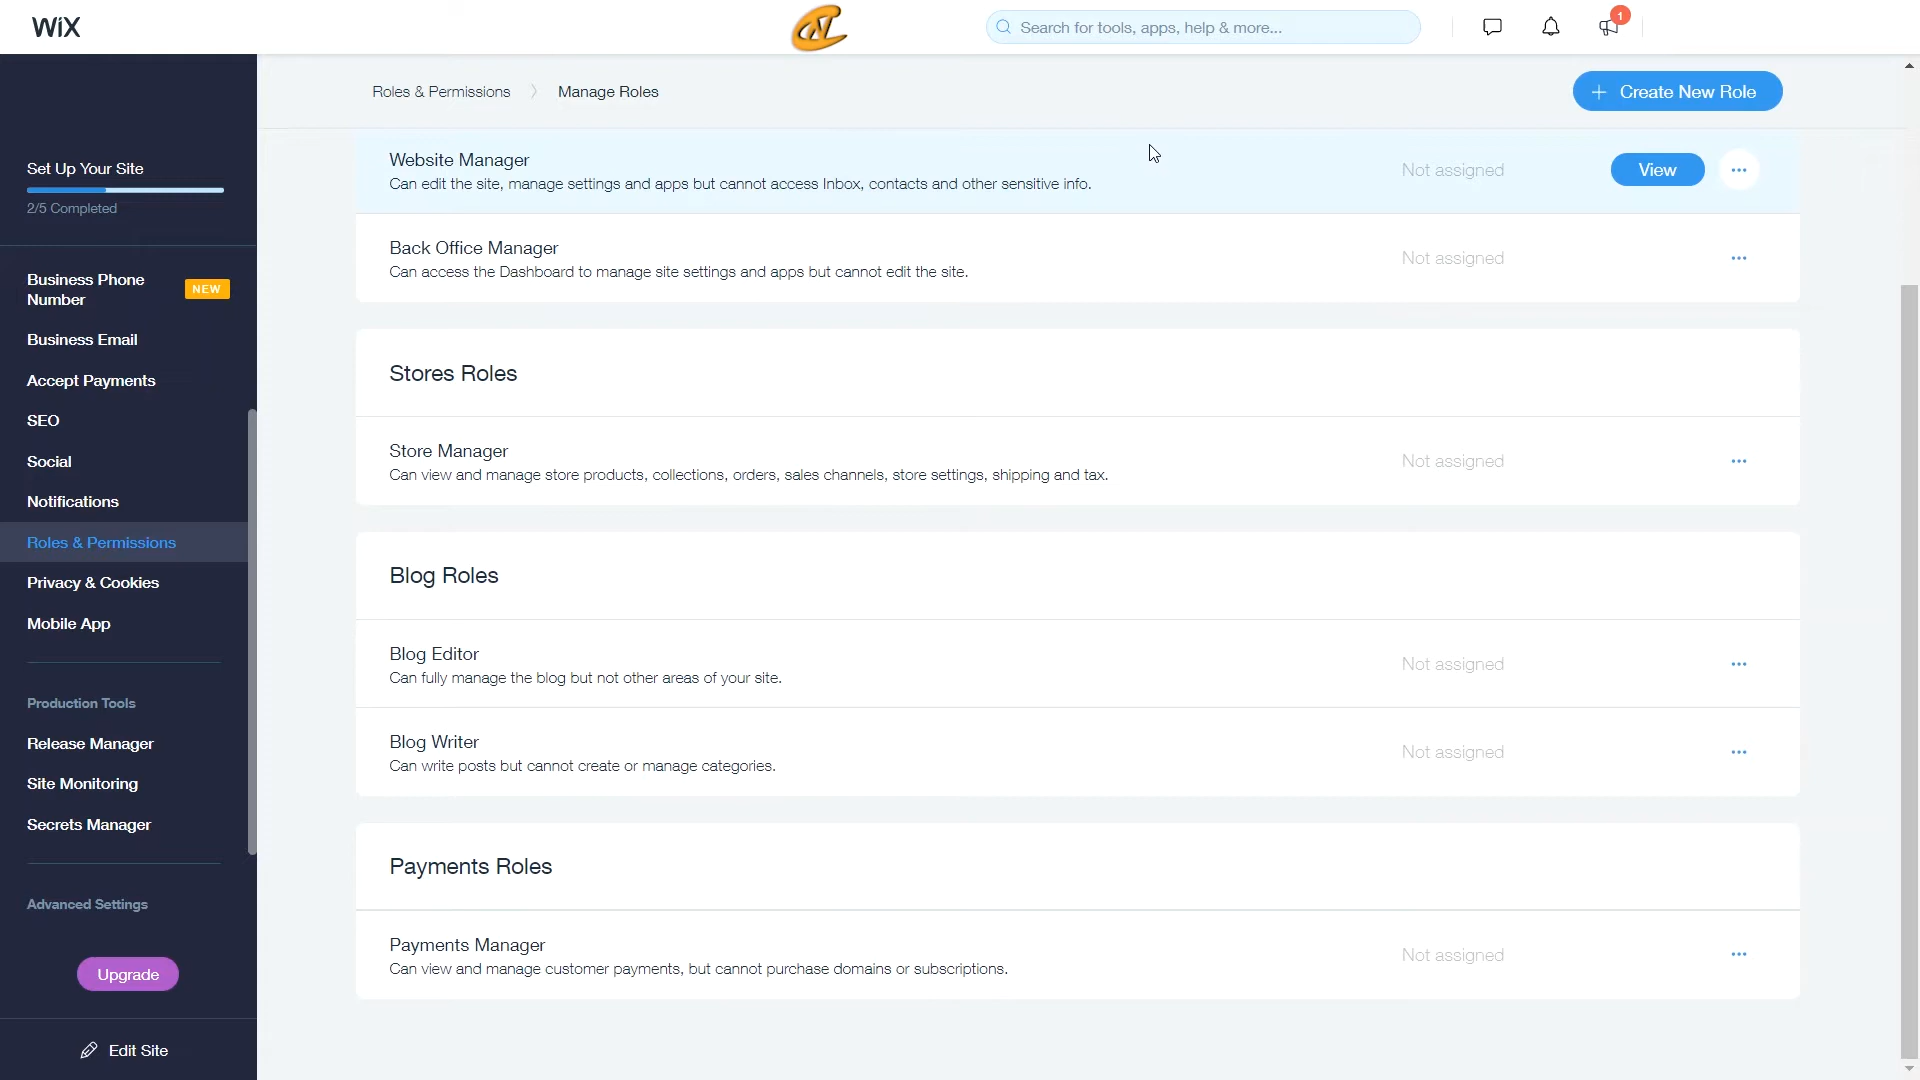 WiX
Search for tools, apps, help & more...
1
Set Up Your Site
2/5 Completed
Business Phone
Number
NEW
Business Email
Accept Payments
SEO
Social
Notifications
Roles & Permissions
Privacy & Cookies
Mobile App
Production Tools
Release Manager
Site Monitoring
Secrets Manager
Advanced Settings
Upgrade
Edit Site
Roles & Permissions
Manage Roles
+ Create New Role
Website Manager
Can edit the site, manage settings and apps but cannot access Inbox, contacts and other sensitive info.
Not assigned
View
Back Office Manager
Can access the Dashboard to manage site settings and apps but cannot edit the site.
Not assigned
Stores Roles
Store Manager
Can view and manage store products, collections, orders, sales channels, store settings, shipping and tax.
Not assigned
Blog Roles
Blog Editor
Can fully manage the blog but not other areas of your site.
Not assigned
Blog Writer
Can write posts but cannot create or manage categories.
Not assigned
Payments Roles
Payments Manager
Can view and manage customer payments, but cannot purchase domains or subscriptions.
Not assigned